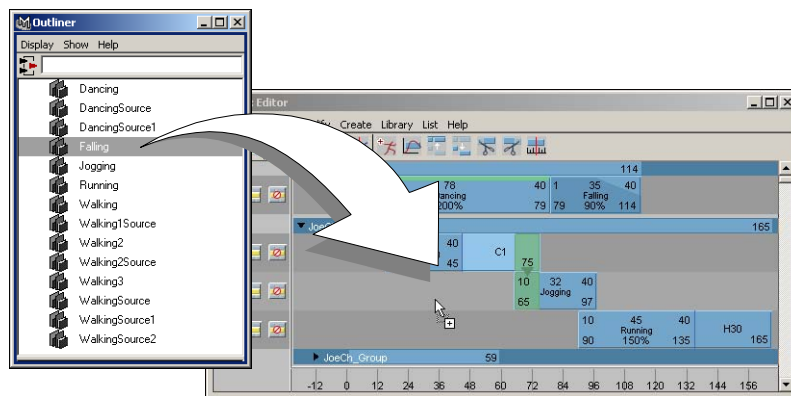 Outliner
Display Show Help
Dancing
DancingSource
DancingSource1
Falling
Jogging
Running
Walking
Walking1Source
Walking2
Walking2Source
Walking3
WalkingSource
WalkingSource1
WalkingSource2
Editor
Create Library List Help
114
78 40 1 35 40
Dancing Falling
200% 79 79 90% 114
165
40 C1
45 75
10 32 40
Jogging
65 97
10 45 40
Running H30
90 150% 135 165
JoeCh_Group 59
-12 0 12 24 36 48 60 72 84 96 108 120 132 144 156